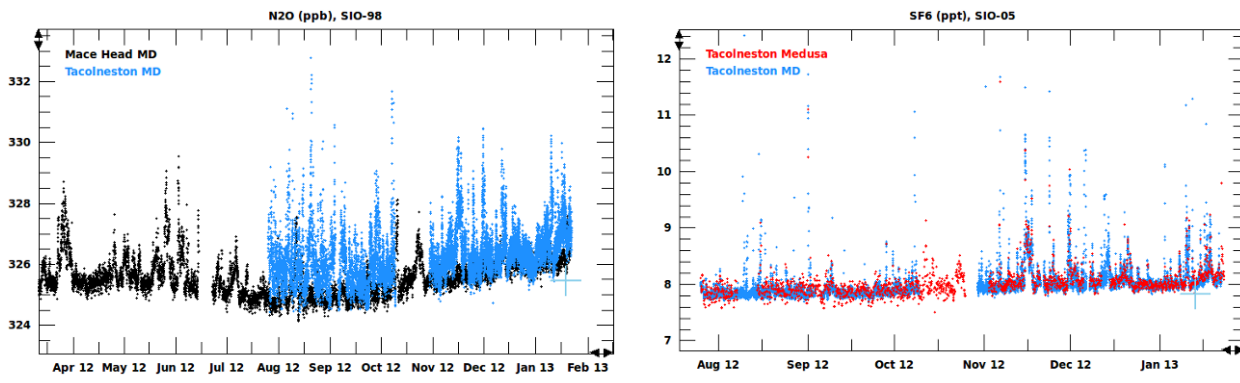 N2O (ppb), SIO-98
Mace Head MD
Tacolneston MD
332
330
328
326
324
Apr 12 May 12 Jun 12 Jul 12 Aug 12 Sep 12 Oct 12 Nov 12 Dec 12 Jan 13 Feb 13
SF6 (ppt), SIO-05
Tacolneston Medusa
Tacolneston MD
12
11
10
9
8
7
Aug 12 Sep 12 Oct 12 Nov 12 Dec 12 Jan 13